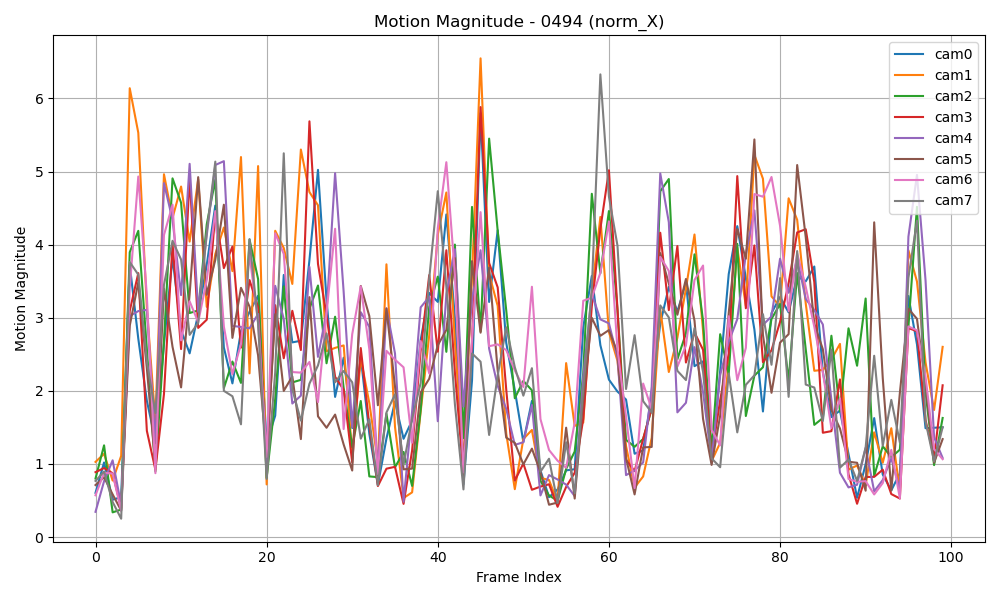 Motion Magnitude - 0494 (norm_X)
Motion Magnitude
6
5
4
3
2
1
0
0 20 40 60 80 100
Frame Index
cam0
cam1
cam2
cam3
cam4
cam5
cam6
cam7